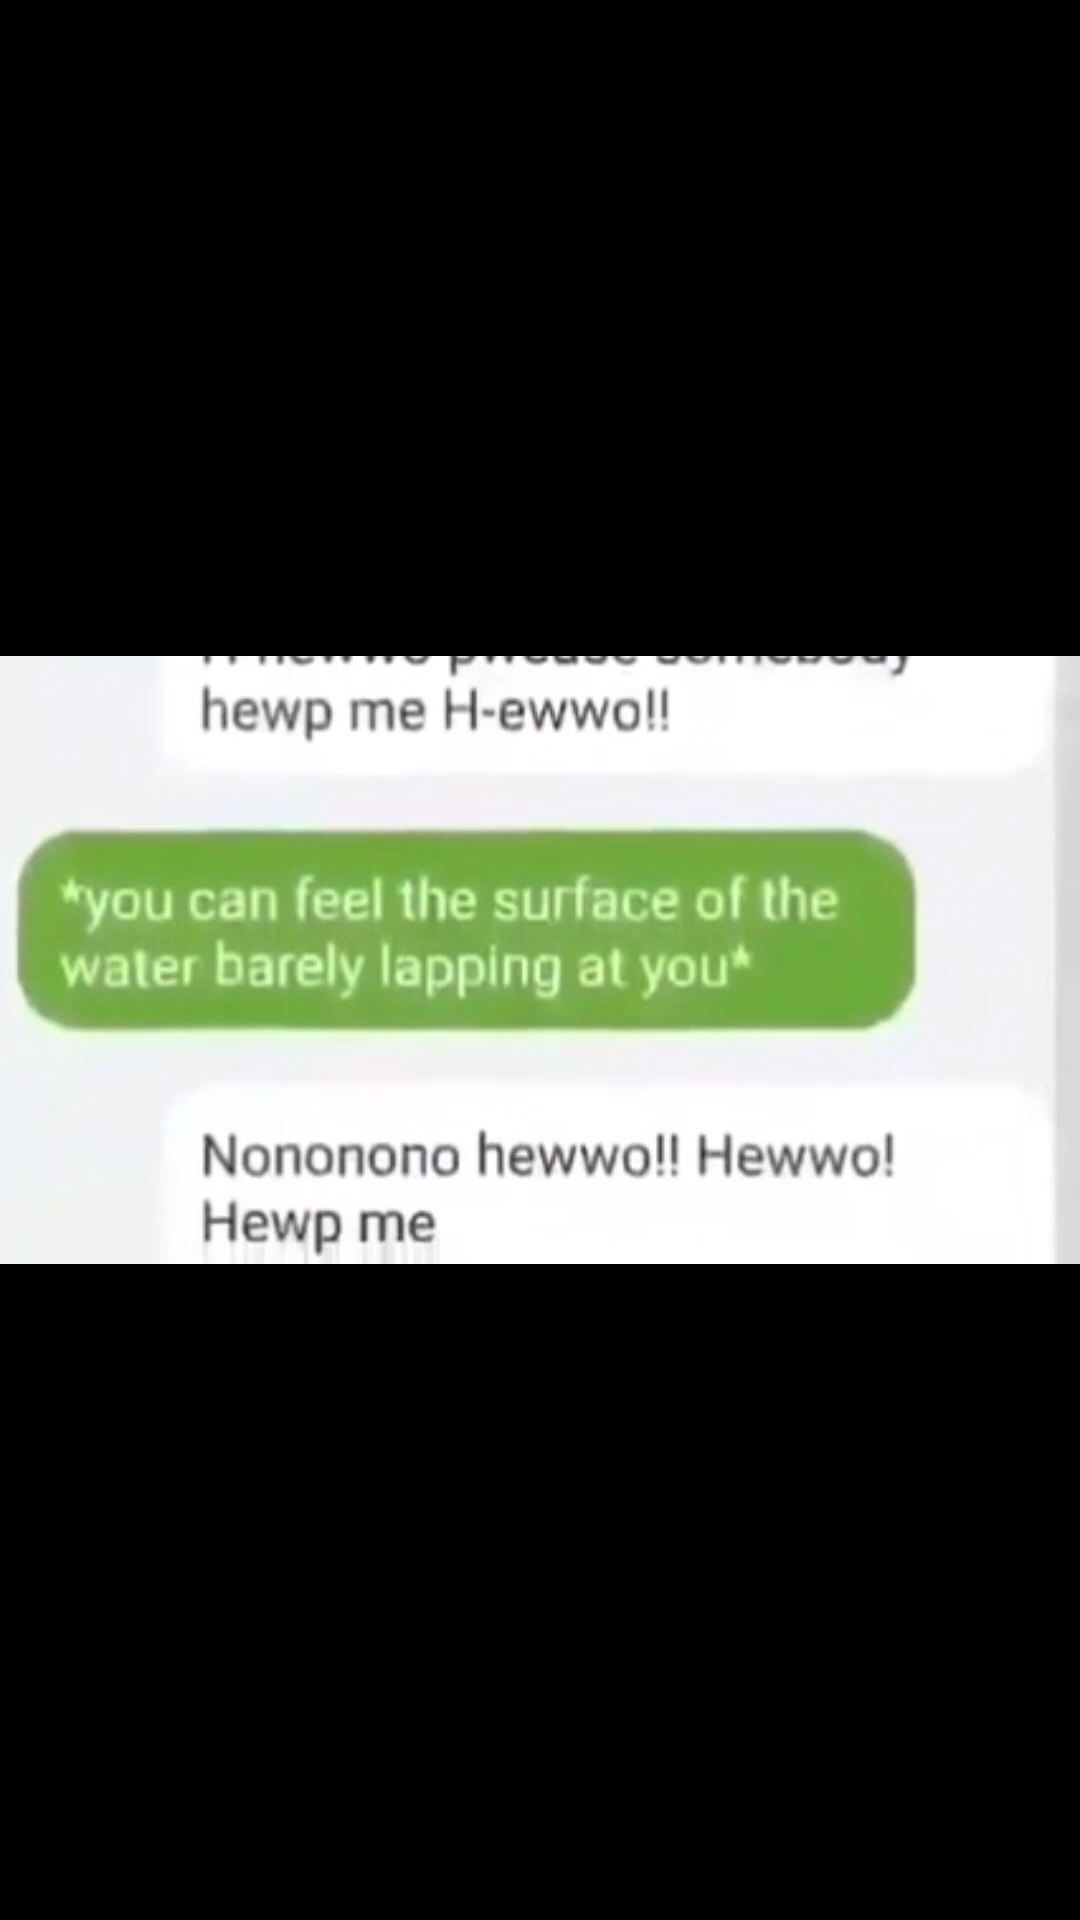 hewp me H-ewwo!!
*you can feel the surface of the
water barely lapping at you*
Nononono hewwo!! Hewwo!
Hewp me